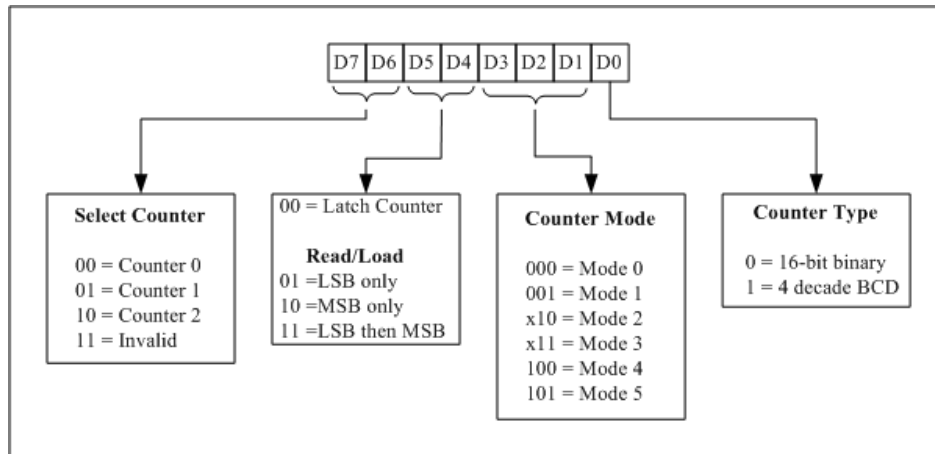 D7 D6 D5 D4 D3 D2 D1 D0
Select Counter
00 = Counter 0
01 = Counter 1
10 = Counter 2
11 = Invalid
00 = Latch Counter
Read/Load
01 =LSB only
10 =MSB only
11 =LSB then MSB
Counter Mode
000 = Mode 0
001 = Mode 1
x10 = Mode 2
x11 = Mode 3
100 = Mode 4
101 = Mode 5
Counter Type
0 = 16-bit binary
1 = 4 decade BCD